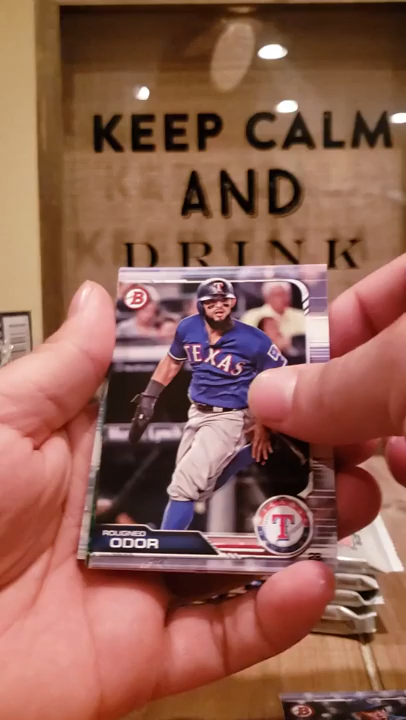 KEEP CALM
AND
DRINK
B
T
TEXAS
T
ROUGNED
ODOR